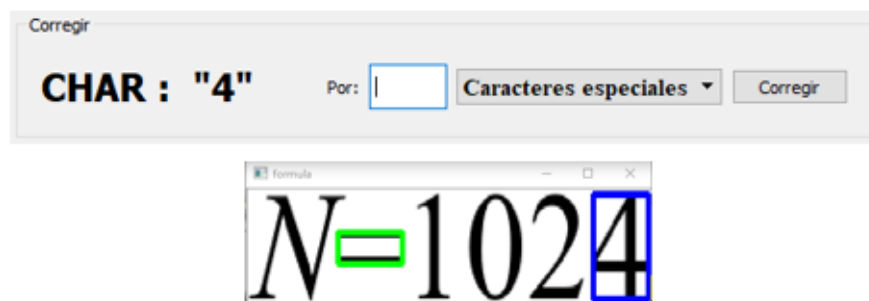 Corregir
CHAR : "4" Por: Caracteres especiales Corregir
formula
N=1024